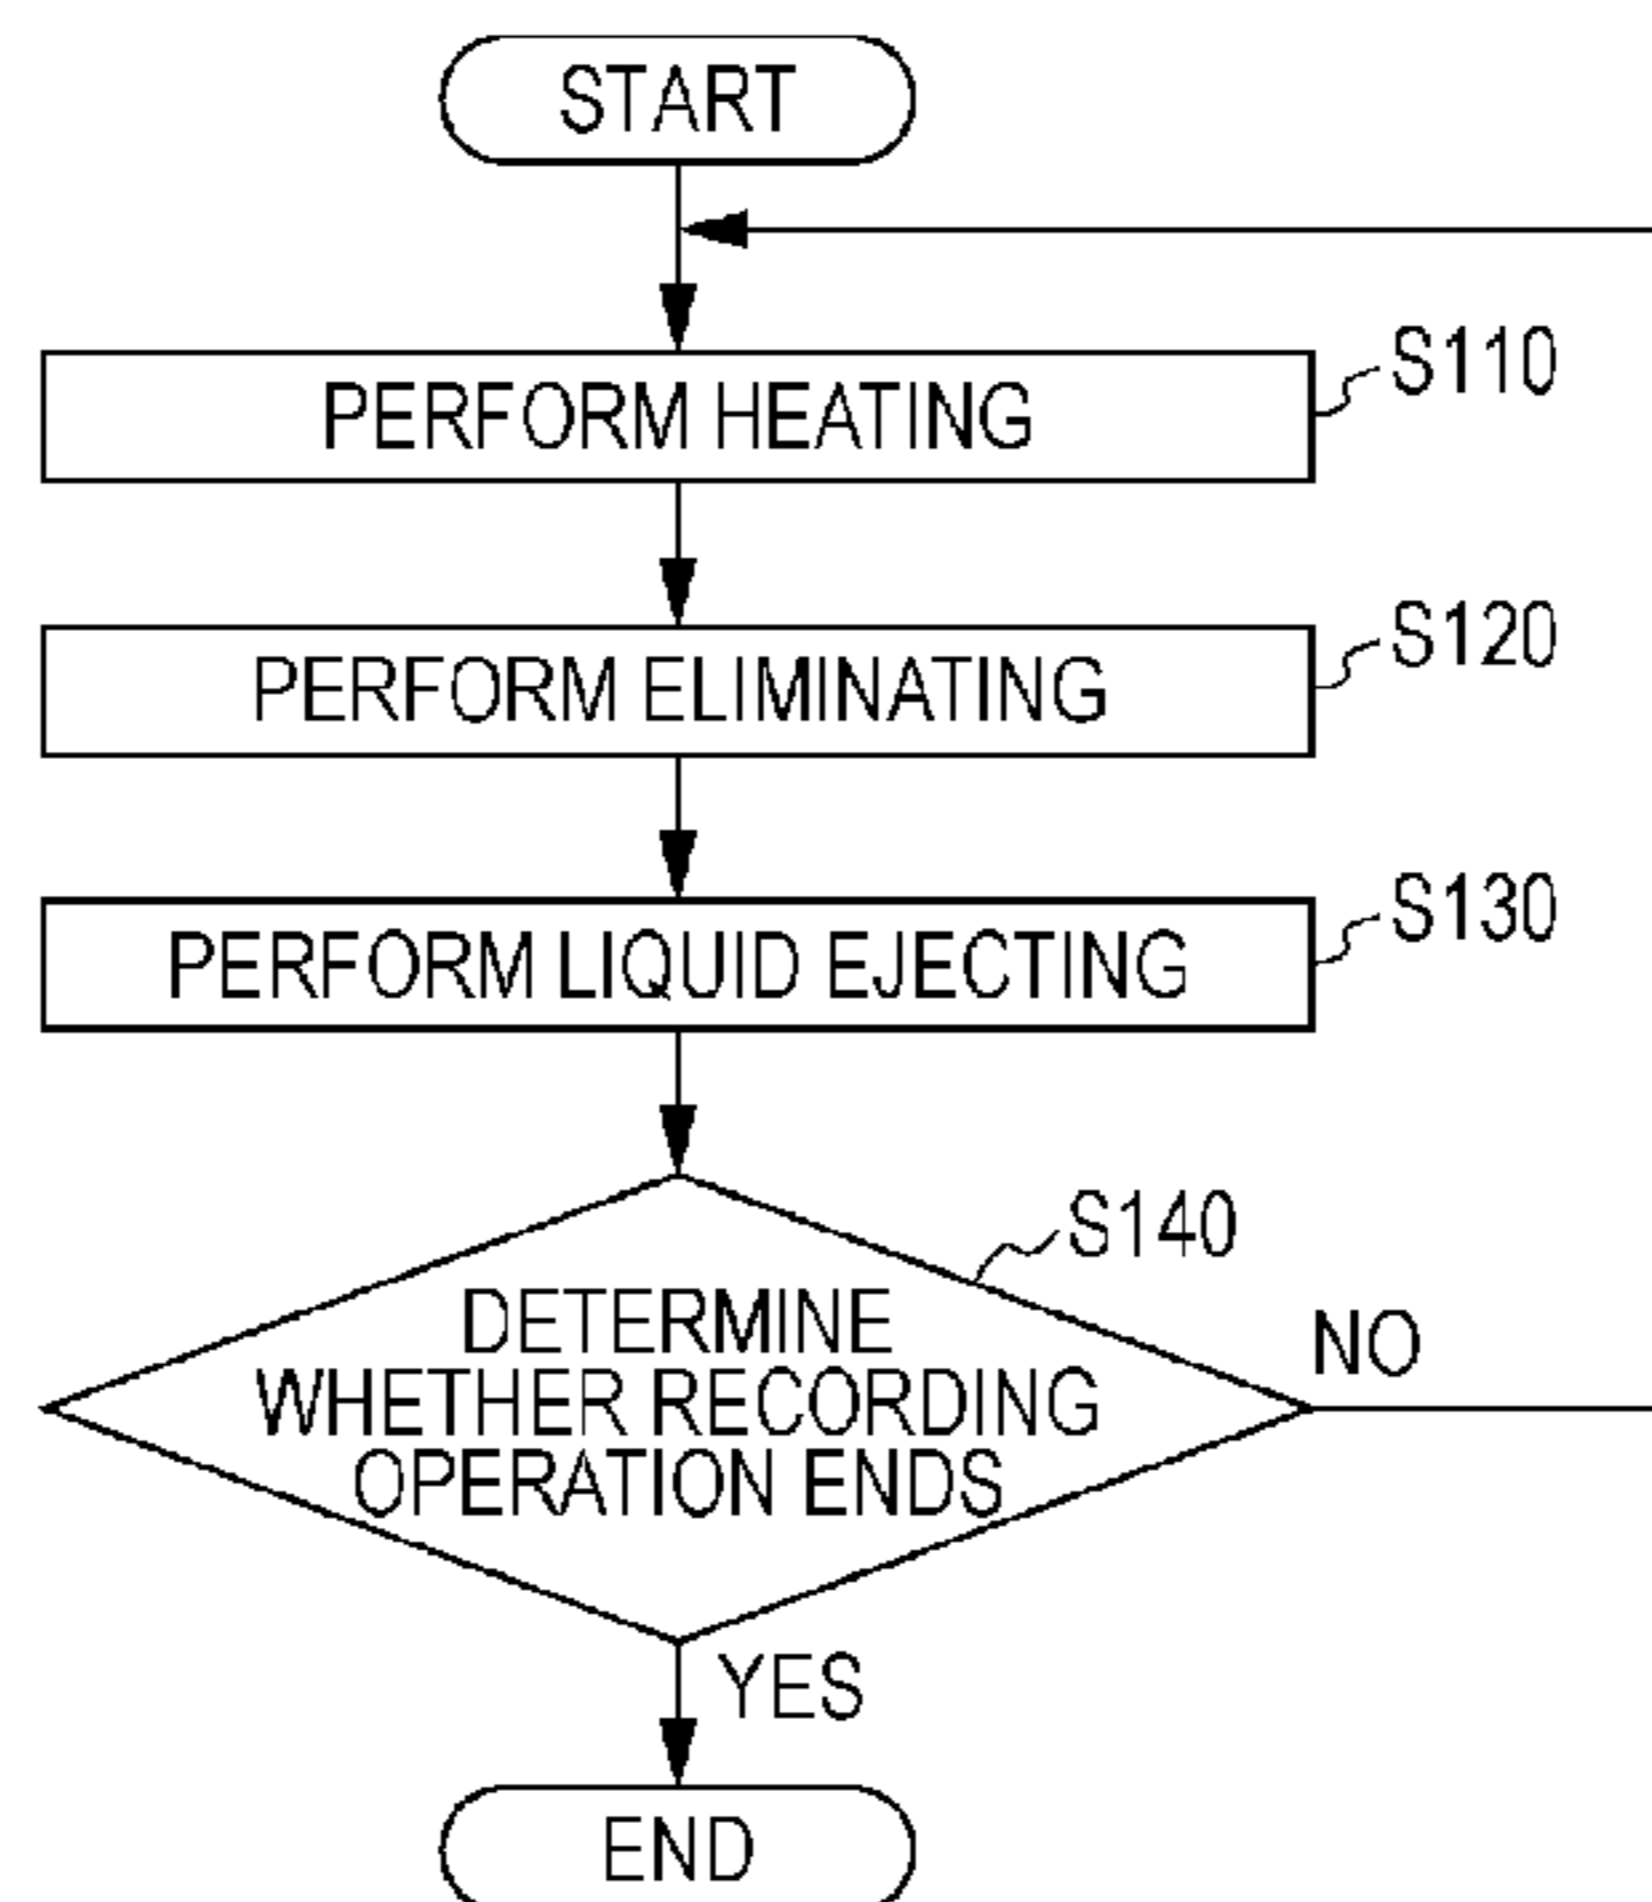 START
PERFORM HEATING
S110
PERFORM ELIMINATING
S120
PERFORM LIQUID EJECTING
S130
S140
DETERMINE
WHETHER RECORDING
OPERATION ENDS
NO
YES
END